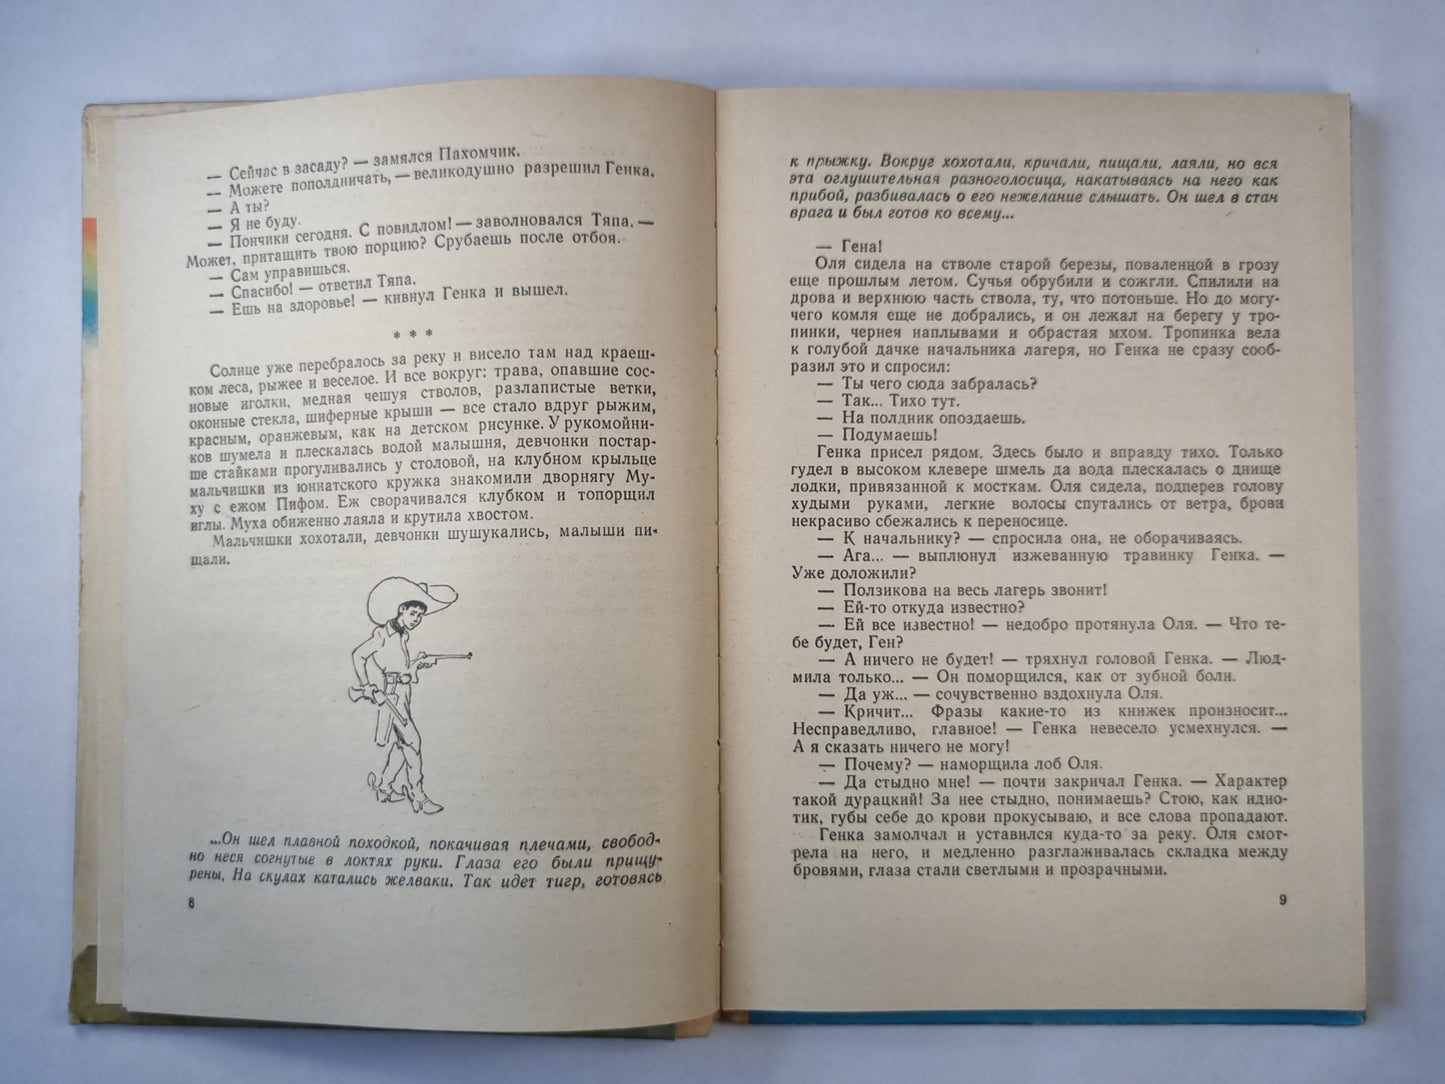 — Сейчас в засаду? — замялся Пахомчик.
— Можете пополдничать, — великодушно разрешил Генка.
— А ты?
— Я не буду.
— Пончики сегодня. С повидлом! — заволновался Тяпа. —
Может, притащить твою порцию? Срубаешь после отбоя.
— Сам управишься.
— Спасибо! — ответил Тяпа.
— Ешь на здоровье! — кивнул Генка и вышел.
* * *
Солнце уже перебралось за реку и висело там над краеш-
ком леса, рыжее и веселое. И все вокруг: трава, опавшие сос-
новые иголки, медная чешуя стволов, разлапистые ветки,
оконные стекла, шиферные крыши — все стало вдруг рыжим,
красным, оранжевым, как на детском рисунке. У рукомойни-
ков шумела и плескалась водой малышня, девчонки постар-
ше стайками прогуливались у столовой, на клубном крыльце
мальчишки из юннатского кружка знакомили дворнягу Му-
ху с ежом Пифом. Еж сворачивался клубком и топорщил
иглы. Муха обиженно лаяла и крутила хвостом.
Мальчишки хохотали, девчонки шушукались, малыши пи-
щали.
...Он шел плавной походкой, покачивая плечами, свобод-
но неся согнутые в локтях руки. Глаза его были прищу-
рены. На скулах катались желваки. Так идет тигр, готовясь
8
к прыжку. Вокруг хохотали, кричали, пищали, лаяли, но вся
эта оглушительная разноголосица, накатываясь на него как
прибой, разбивалась о его нежелание слышать. Он шел в стан
врага и был готов ко всему...
— Гена!
Оля сидела на стволе старой березы, поваленной в грозу
еще прошлым летом. Сучья обрубили и сожгли. Спилили на
дрова и верхнюю часть ствола, ту, что потоньше. Но до могу-
чего комля еще не добрались, и он лежал на берегу у тро-
пинки, чернея наплывами и обрастая мхом. Тропинка вела
к голубой дачке начальника лагеря, но Генка не сразу сооб-
разил это и спросил:
— Ты чего сюда забралась?
— Так... Тихо тут.
— На полдник опоздаешь.
— Подумаешь!
Генка присел рядом. Здесь было и вправду тихо. Только
гудел в высоком клевере шмель да вода плескалась о днище
лодки, привязанной к мосткам. Оля сидела, подперев голову
худыми руками, легкие волосы спутались от ветра, брови
некрасиво сбежались к переносице.
— К начальнику? — спросила она, не оборачиваясь.
— Ага... — выплюнул изжеванную травинку Генка. —
Уже доложили?
— Ползикова на весь лагерь звонит!
— Ей-то откуда известно?
— Ей все известно! — недобро протянула Оля. — Что те-
бе будет, Ген?
— А ничего не будет! — тряхнул головой Генка. — Люд-
мила только... — Он поморщился, как от зубной боли.
— Да уж... — сочувственно вздохнула Оля.
— Кричит... Фразы какие-то из книжек произносит...
Несправедливо, главное! — Генка невесело усмехнулся. —
А я сказать ничего не могу!
— Почему? — наморщила лоб Оля.
— Да стыдно мне! — почти закричал Генка. — Характер
такой дурацкий! За нее стыдно, понимаешь? Стою, как идио-
тик, губы себе до крови прокусываю, и все слова пропадают.
Генка замолчал и уставился куда-то за реку. Оля смот-
рела на него, и медленно разглаживалась складка между
бровями, глаза стали светлыми и прозрачными.
9